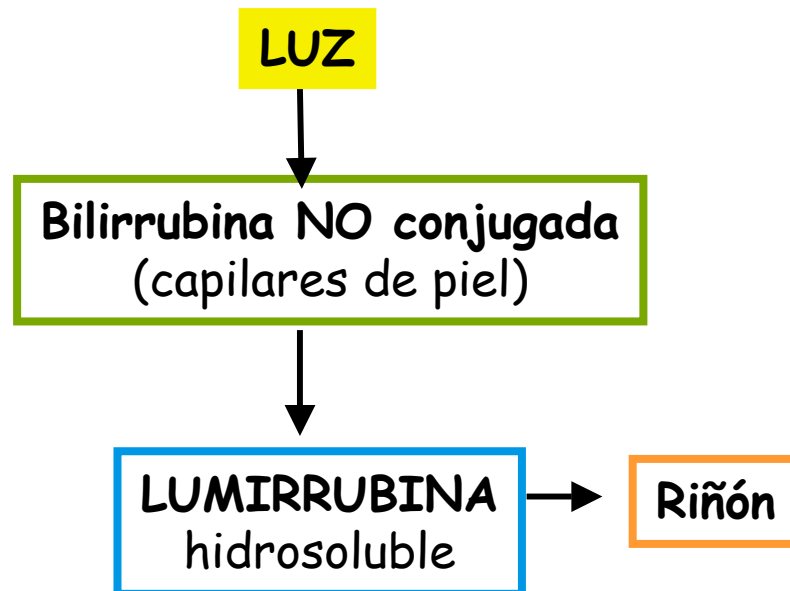 LUZ
Bilirrubina NO conjugada
(capilares de piel)
LUMIRRUBINA
hidrosoluble
Riñón